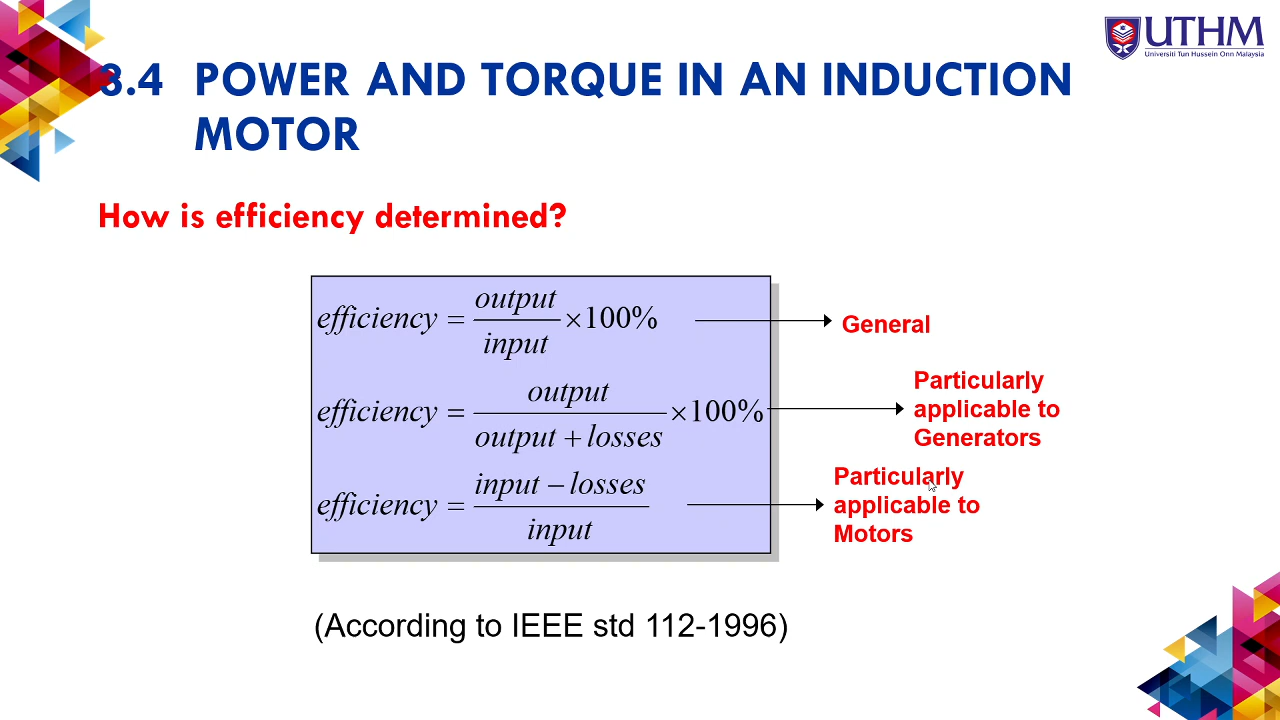 UTHM
Universiti Tun Hussein Onn Malaysia
3.4 POWER AND TORQUE IN AN INDUCTION
MOTOR
How is efficiency determined?
efficiency = output / input ×100%
General
efficiency = output / output + losses ×100%
Particularly
applicable to
Generators
efficiency = input − losses / input
Particularly
applicable to
Motors
(According to IEEE std 112-1996)